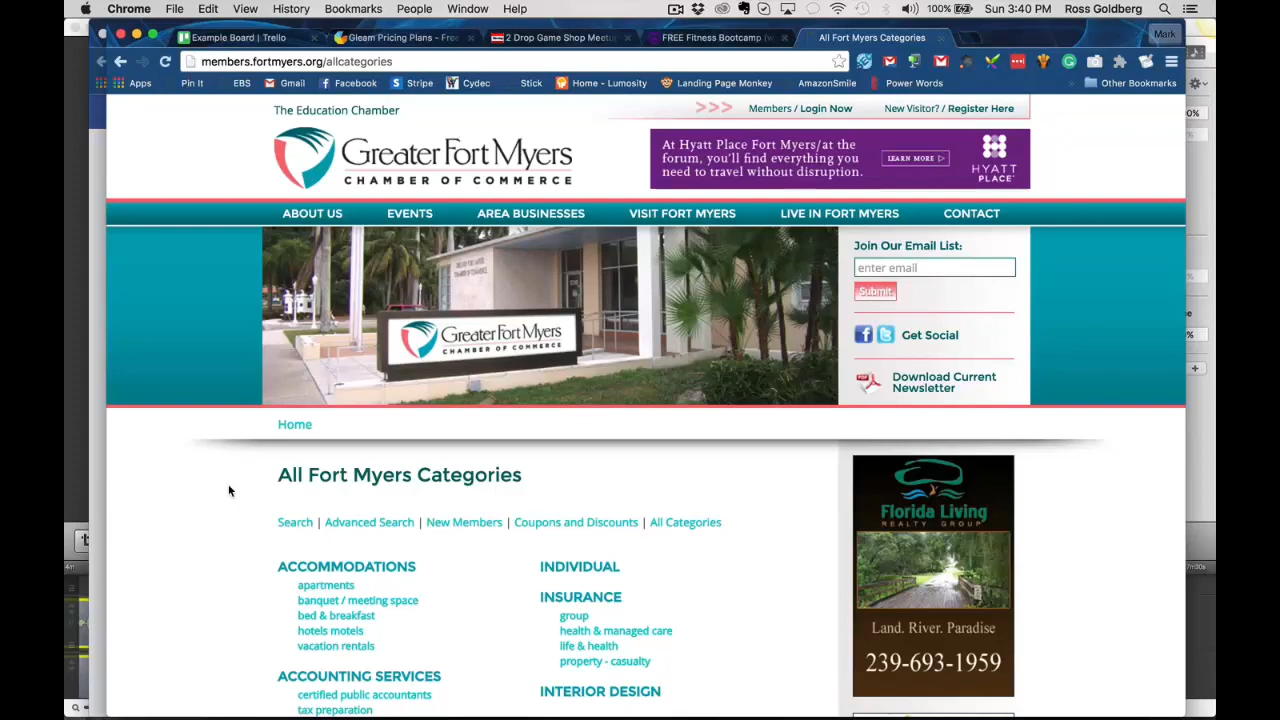 Chrome File Edit View History Bookmarks People Window Help 100% Sun 3:40 PM Ross Goldberg
Example Board | Trello Gleam Pricing Plans - Free 2 Drop Game Shop Meetu FREE Fitness Bootcamp (w All Fort Myers Categories Mark
members.fortmyers.org/allcategories
Apps Pin It EBS Gmail Facebook Stripe Cydec Stick Home - Lumosity Landing Page Monkey AmazonSmile Power Words » Other Bookmarks
The Education Chamber >>> Members / Login Now New Visitor? / Register Here
Greater Fort Myers
CHAMBER OF COMMERCE
At Hyatt Place Fort Myers/at the
forum, you'll find everything you
need to travel without disruption.
LEARN MORE
HYATT
PLACE
ABOUT US EVENTS AREA BUSINESSES VISIT FORT MYERS LIVE IN FORT MYERS CONTACT
Greater Fort Myers
CHAMBER OF COMMERCE
Join Our Email List:
enter email
Submit
Get Social
Download Current
Newsletter
Home
All Fort Myers Categories
Search | Advanced Search | New Members | Coupons and Discounts | All Categories
ACCOMMODATIONS
apartments
banquet / meeting space
bed & breakfast
hotels motels
vacation rentals
ACCOUNTING SERVICES
certified public accountants
tax preparation
INDIVIDUAL
INSURANCE
group
health & managed care
life & health
property - casualty
INTERIOR DESIGN
Florida Living
REALTY GROUP
Land. River. Paradise
239-693-1959